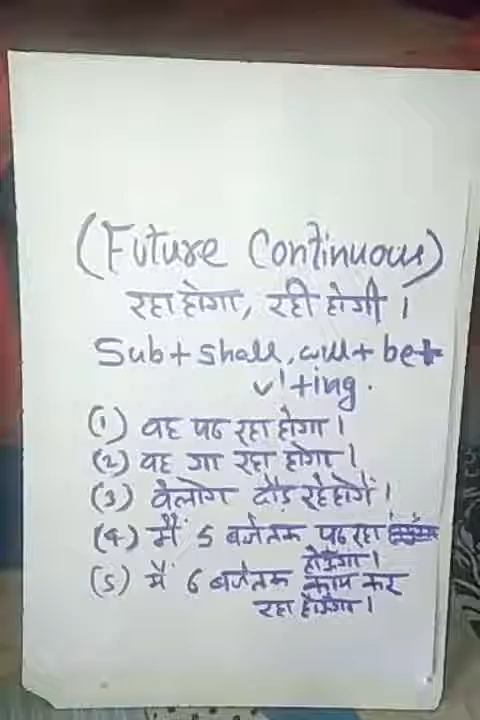 (Future Continuous)
रहा होगा, रही होगी ।
Sub + shall, will + be +
v¹ + ing.
(1) वह पढ रहा होगा ।
(2) वह गा रहा होगा ।
(3) वेलोग दौड़ रहे होगें ।
(4) मैं 5 बजे तक पढ रहा
होऊँगा ।
(5) मैं 6 बजे तक काम कर
रहा होऊँगा ।